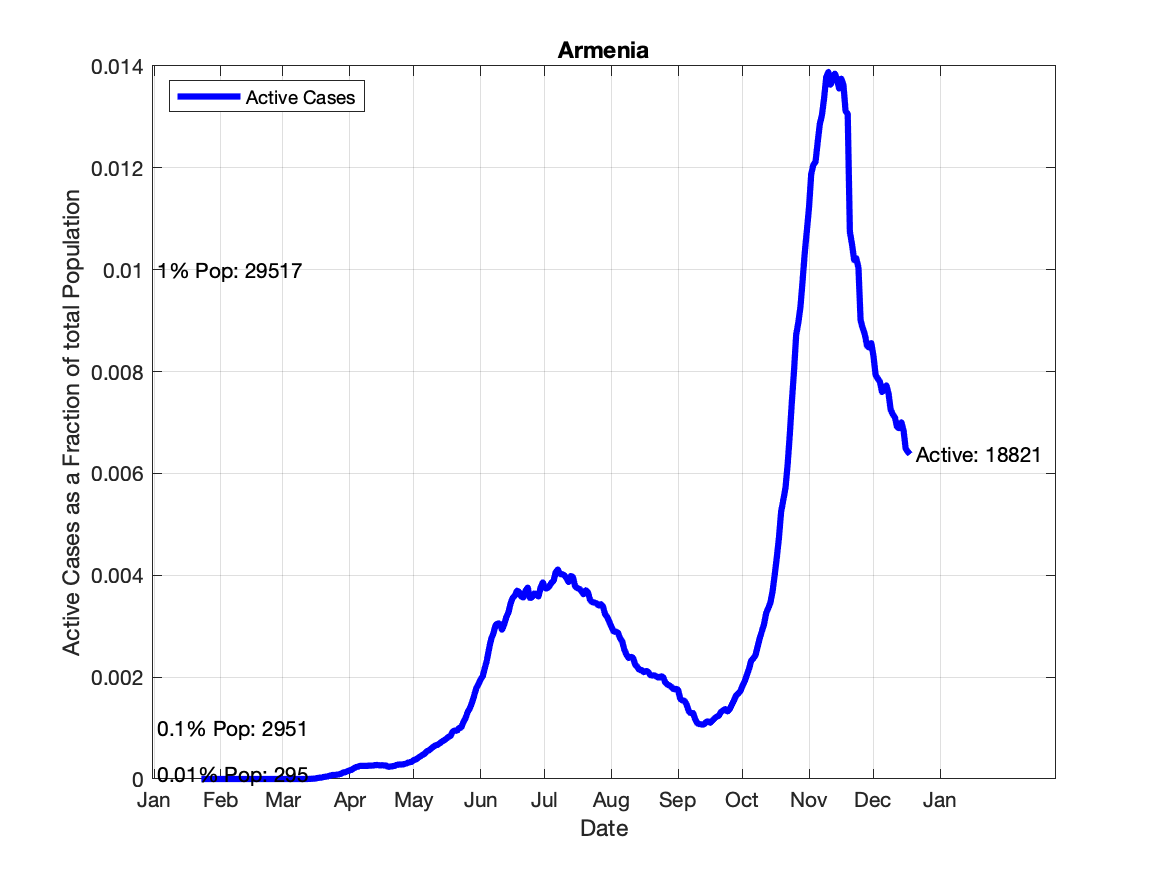 Armenia
0.014
Active Cases
0.012
0.01
1% Pop: 29517
0.008
0.006
Active: 18821
0.004
0.002
0.1% Pop: 2951
0
0.01% Pop: 295
Jan Feb Mar Apr May Jun Jul Aug Sep Oct Nov Dec Jan
Date
Active Cases as a Fraction of total Population